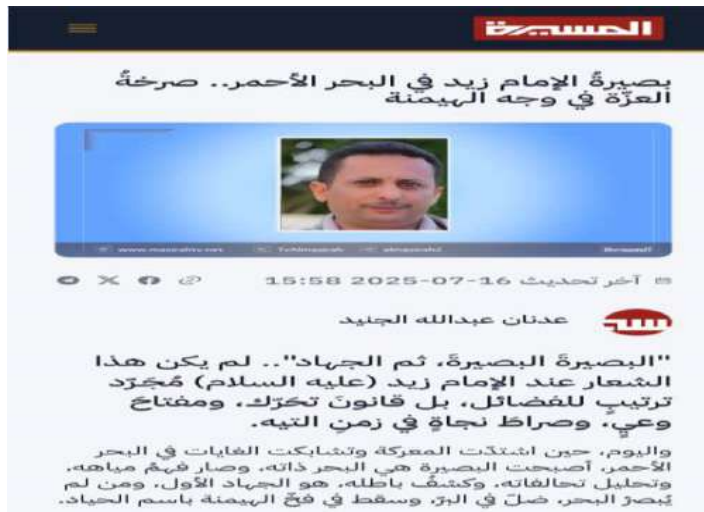 المسيرة
بصيرةُ الإمام زيد في البحر الأحمر.. صرخةُ
العزّة في وجه الهيمنة
www.masirahtv.net TvAlmasirah almasirah2 المسيرة
آخر تحديث 16-07-2025 15:58
عدنان عبدالله الجنيد
"البصيرةَ البصيرةَ، ثم الجهاد".. لم يكن هذا
الشعار عند الإمام زيد (عليه السلام) مُجَرّد
ترتيبٍ للفضائل، بل قانونَ تحَرّك، ومفتاحَ
وعيٍ، وصراطَ نجاةٍ في زمنِ التيه.
واليوم، حين اشتدّت المعركة وتشابكت الغايات في البحر
الأحمر، أصبحت البصيرة هي البحر ذاته، وصار فهمُ مياهه،
وتحليل تحالفاته، وكشفُ باطله، هو الجهاد الأول، ومن لم
يُبصرْ البحر، ضلّ في البرّ، وسقط في فخّ الهيمنة باسم الحياد.